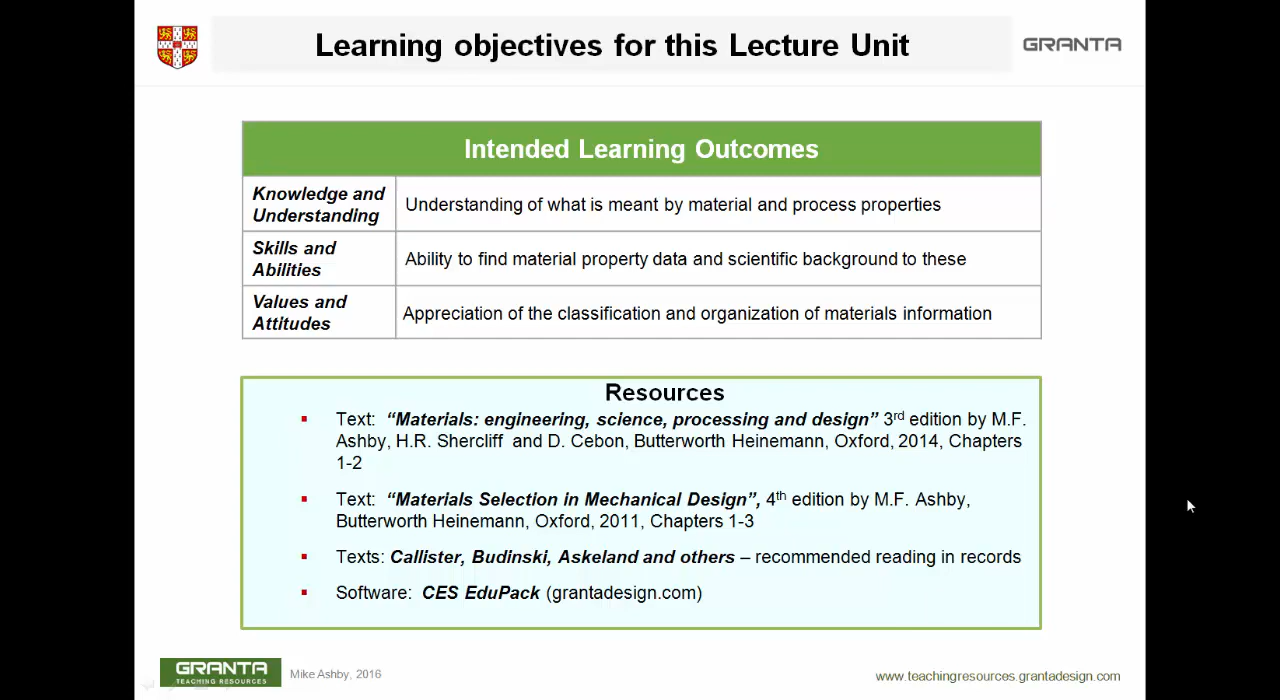 Learning objectives for this Lecture Unit
GRANTA
Intended Learning Outcomes
Knowledge and
Understanding
Understanding of what is meant by material and process properties
Skills and
Abilities
Ability to find material property data and scientific background to these
Values and
Attitudes
Appreciation of the classification and organization of materials information
Resources
▪ Text: “Materials: engineering, science, processing and design” 3rd edition by M.F.
Ashby, H.R. Shercliff and D. Cebon, Butterworth Heinemann, Oxford, 2014, Chapters
1-2
▪ Text: “Materials Selection in Mechanical Design”, 4th edition by M.F. Ashby,
Butterworth Heinemann, Oxford, 2011, Chapters 1-3
▪ Texts: Callister, Budinski, Askeland and others – recommended reading in records
▪ Software: CES EduPack (grantadesign.com)
GRANTA
TEACHING RESOURCES
Mike Ashby, 2016
www.teachingresources.grantadesign.com